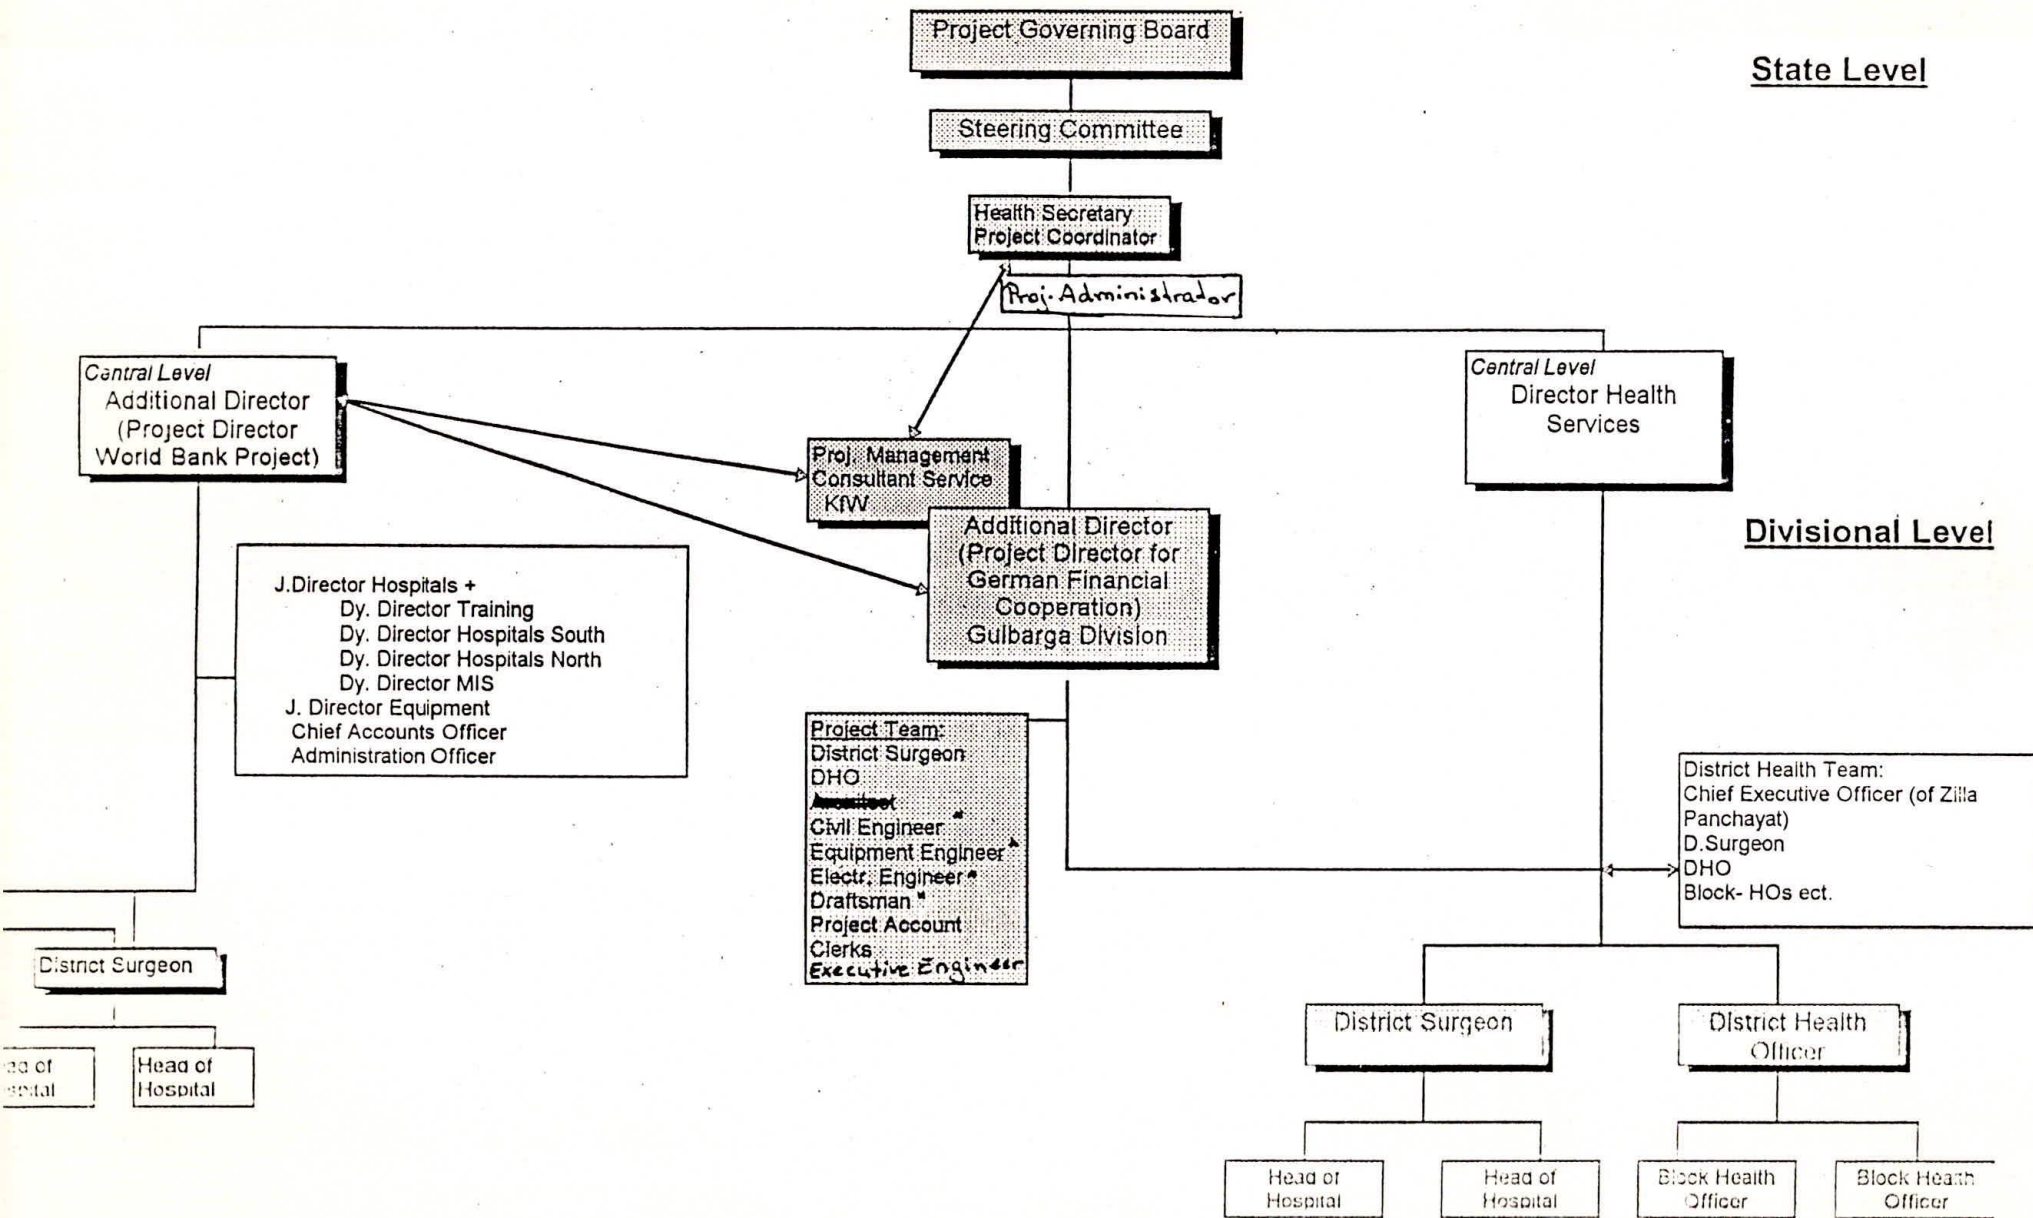 Project Governing Board
State Level
Steering Committee
Health Secretary
Project Coordinator
Proj. Administrador
Central Level
Additional Director
(Project Director
World Bank Project)
Central Level
Director Health
Services
Proj. Management
Consultant Service
KfW
Additional Director
(Project Director for
German Financial
Cooperation)
Gulbarga Division
Divisional Level
J.Director Hospitals +
Dy. Director Training
Dy. Director Hospitals South
Dy. Director Hospitals North
Dy. Director MIS
J. Director Equipment
Chief Accounts Officer
Administration Officer
Project Team:
District Surgeon
DHO
Architect
Civil Engineer *
Equipment Engineer *
Electr. Engineer *
Draftsman *
Project Account
Clerks
Executive Engineer
District Health Team:
Chief Executive Officer (of Zilla
Panchayat)
D.Surgeon
DHO
Block- HOs ect.
District Surgeon
Head of
Hospital
District Surgeon
District Health
Officer
Head of
Hospital
Head of
Hospital
Block Health
Officer
Block Health
Officer